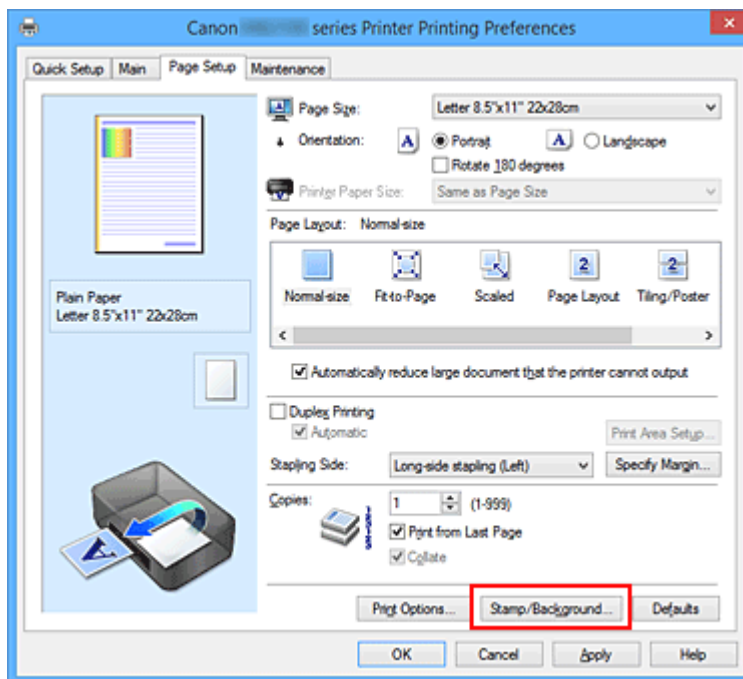 Canon series Printer Printing Preferences
Quick Setup Main Page Setup Maintenance
Page Size: Letter 8.5"x11" 22x28cm
Orientation: A Portrait A Landscape
Rotate 180 degrees
Printer Paper Size: Same as Page Size
Page Layout: Normal-size
2 2
Normal-size Fit-to-Page Scaled Page Layout Tiling/Poster
Plain Paper
Letter 8.5"x11" 22x28cm
Automatically reduce large document that the printer cannot output
Duplex Printing
Automatic
Print Area Setup...
Stapling Side: Long-side stapling (Left) Specify Margin...
Copies: 1 (1-999)
Print from Last Page
Collate
A
Print Options... Stamp/Background... Defaults
OK Cancel Apply Help